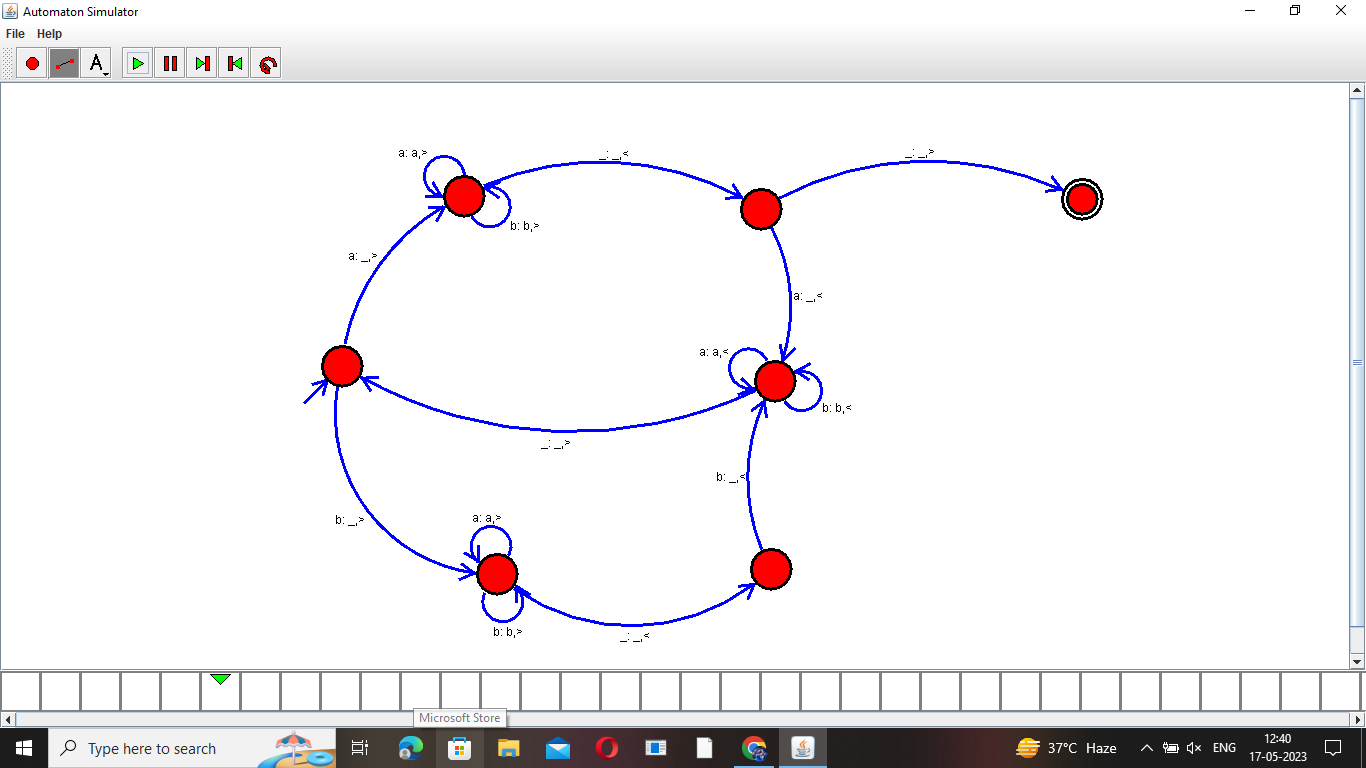 Automaton Simulator
File Help
A
a: a,>
_: _,<
_: _,>
b: b,>
a: _,>
a: _,<
a: a,<
b: b,<
_: _,>
b: _,<
b: _,>
a: a,>
b: b,>
_: _,<
Microsoft Store
Type here to search
37°C Haze
ENG
12:40
17-05-2023